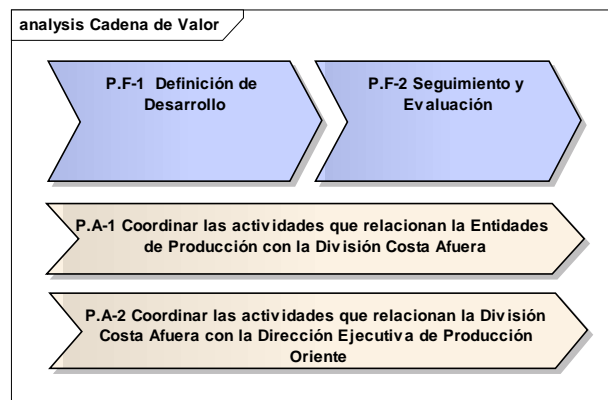 analysis Cadena de Valor
P.F-1 Definición de
Desarrollo
P.F-2 Seguimiento y
Evaluación
P.A-1 Coordinar las actividades que relacionan la Entidades
de Producción con la División Costa Afuera
P.A-2 Coordinar las actividades que relacionan la División
Costa Afuera con la Dirección Ejecutiva de Producción
Oriente